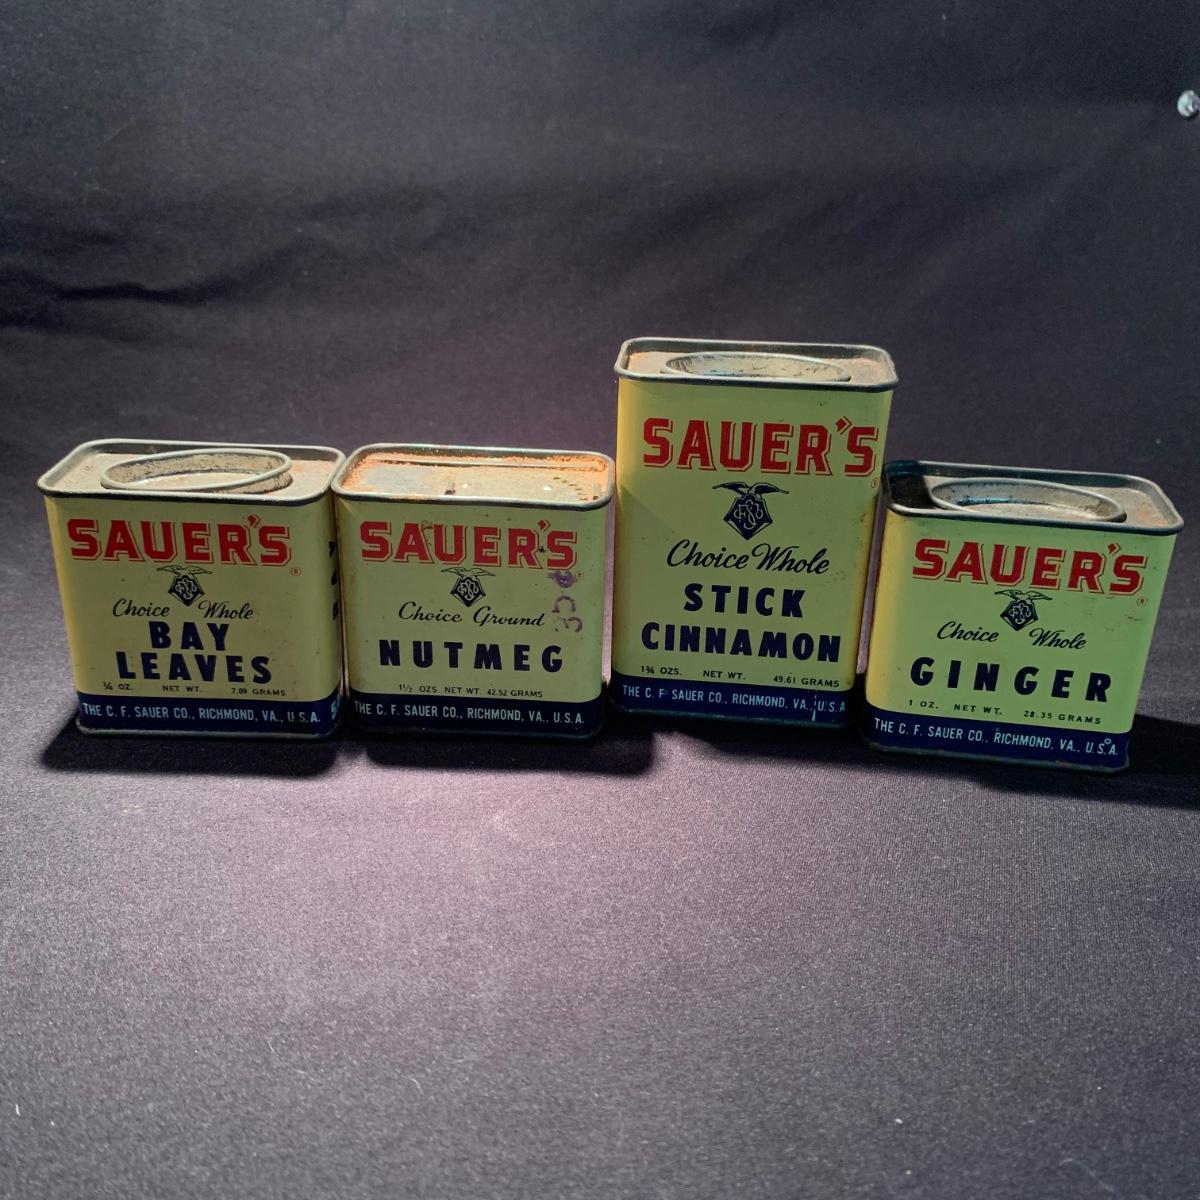 SAUER'S®
Choice Whole
BAY
LEAVES
¼ OZ. NET WT. 7.09 GRAMS
THE C. F. SAUER CO., RICHMOND, VA., U.S.A.
SAUER'S®
Choice Ground
35¢
NUTMEG
1½ OZS NET WT. 42.52 GRAMS
THE C. F. SAUER CO., RICHMOND, VA., U.S.A.
SAUER'S®
Choice Whole
STICK
CINNAMON
1¾ OZS. NET WT. 49.61 GRAMS
THE C. F. SAUER CO., RICHMOND, VA., U.S.A.
SAUER'S®
Choice Whole
GINGER
1 OZ. NET WT. 28.35 GRAMS
THE C. F. SAUER CO., RICHMOND, VA., U.S.A.